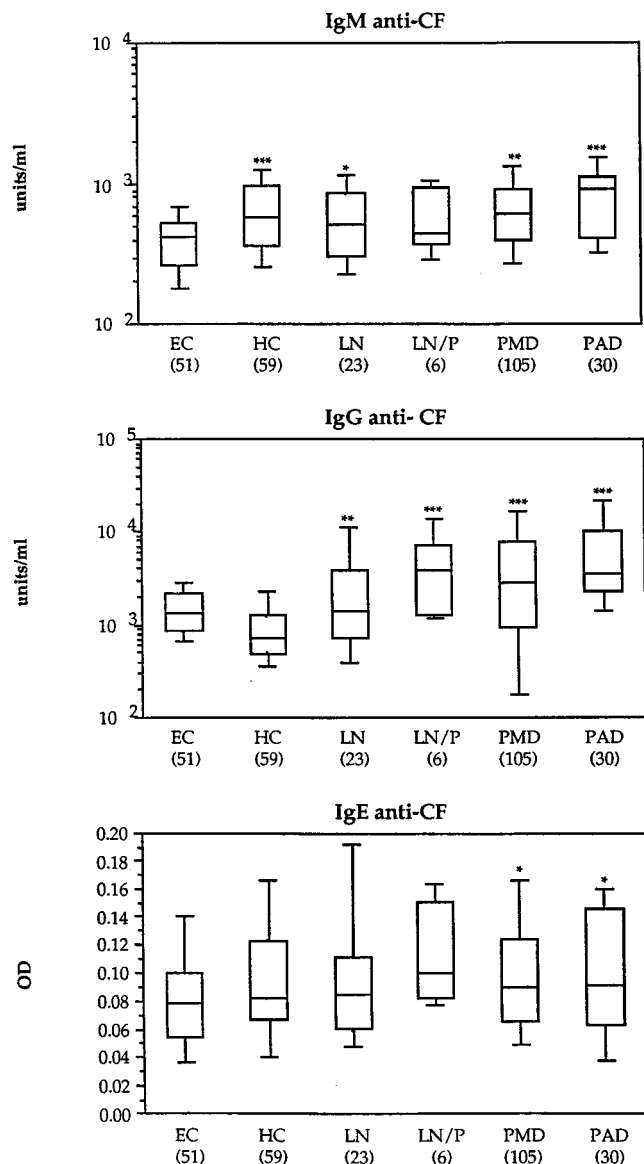 IgM anti-CF
10 4
units/ml
10 3
10 2
*** * ** ***
EC HC LN LN/P PMD PAD
(51) (59) (23) (6) (105) (30)
IgG anti- CF
10 5
10 4
units/ml
10 3
10 2
** *** *** ***
EC HC LN LN/P PMD PAD
(51) (59) (23) (6) (105) (30)
IgE anti-CF
0.20
0.18
0.16
0.14
0.12
0.10
OD
0.08
0.06
0.04
0.02
0.00
* *
EC HC LN LN/P PMD PAD
(51) (59) (23) (6) (105) (30)